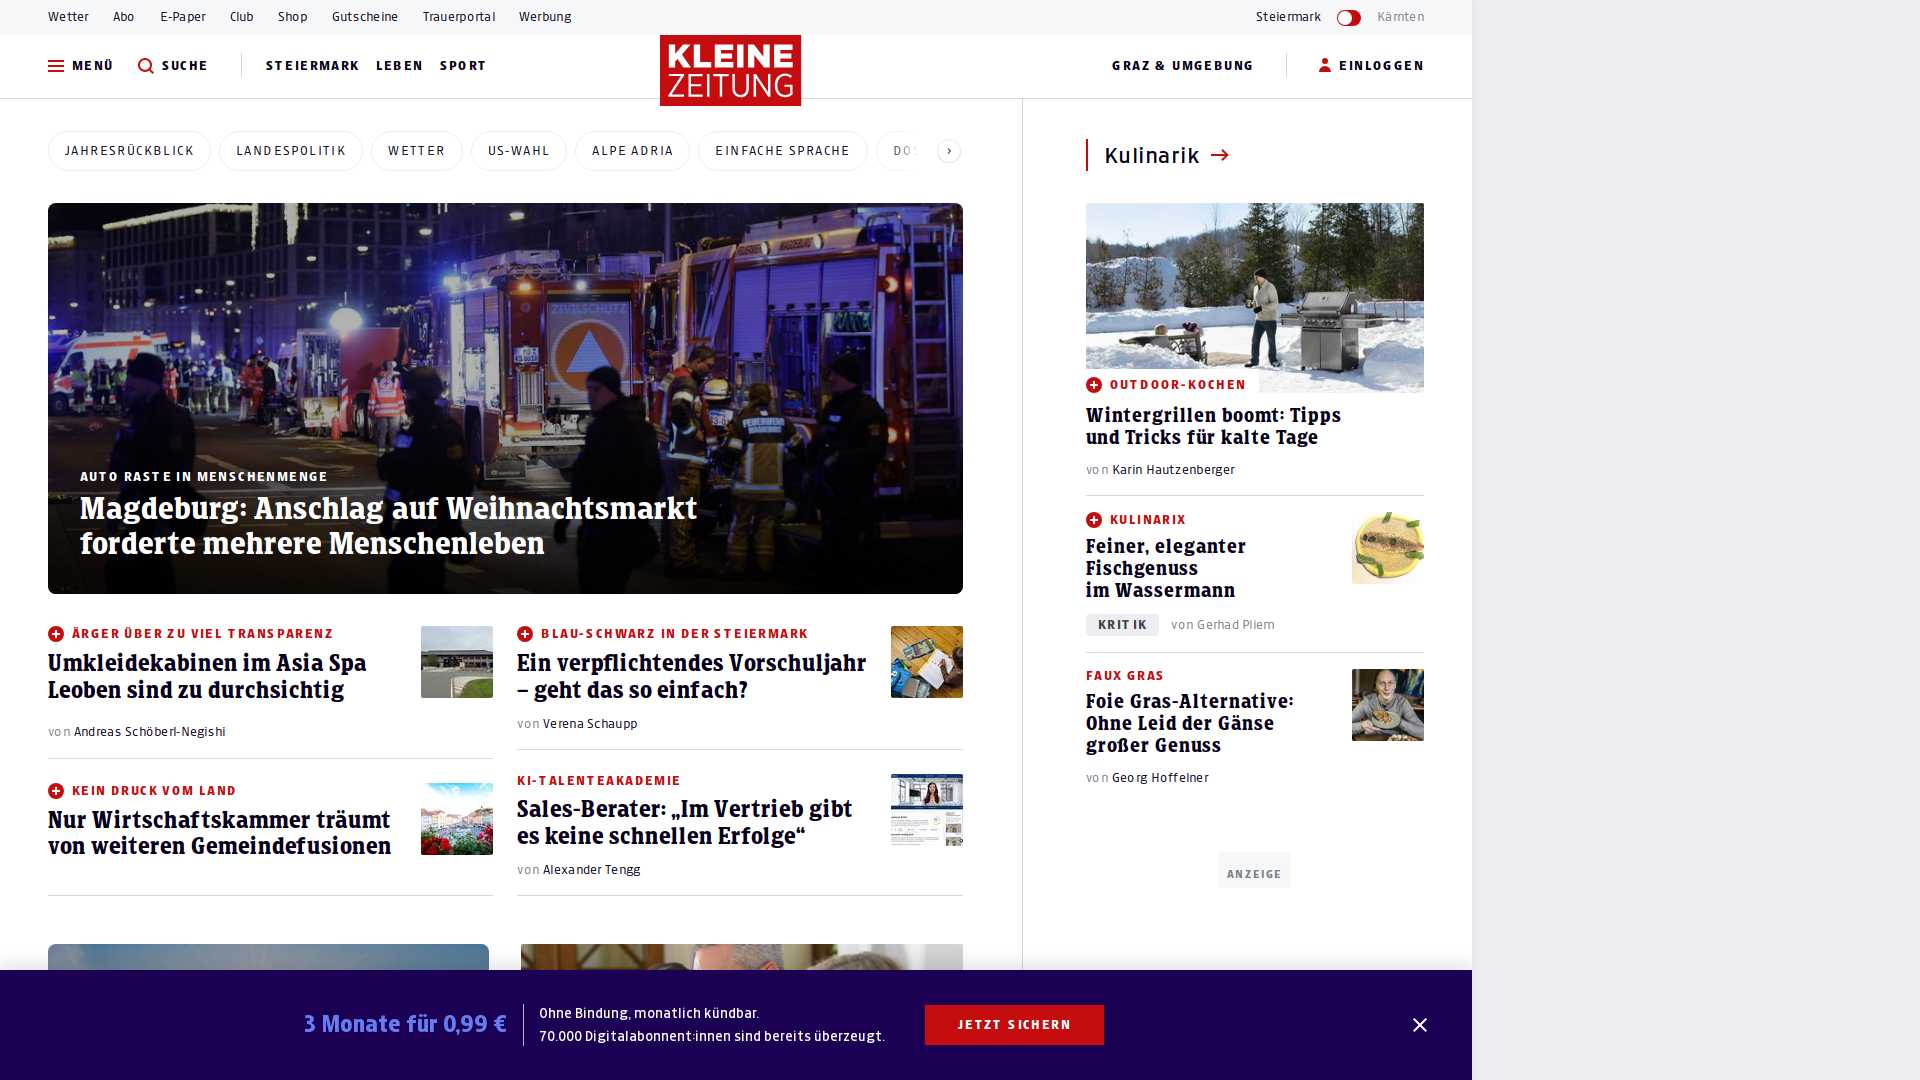 Wetter
Abo
E-Paper
Club
Shop
Gutscheine
Trauerportal
Werbung
Steiermark
Kärnten
MENÜ
SUCHE
STEIERMARK
LEBEN
SPORT
KLEINE
ZEITUNG
GRAZ & UMGEBUNG
EINLOGGEN
JAHRESRÜCKBLICK
LANDESPOLITIK
WETTER
US-WAHL
ALPE ADRIA
EINFACHE SPRACHE
ZIVILSCHUTZ
AUTO RASTE IN MENSCHENMENGE
Magdeburg: Anschlag auf Weihnachtsmarkt
forderte mehrere Menschenleben
ÄRGER ÜBER ZU VIEL TRANSPARENZ
Umkleidekabinen im Asia Spa
Leoben sind zu durchsichtig
von Andreas Schöberl-Negishi
BLAU-SCHWARZ IN DER STEIERMARK
Ein verpflichtendes Vorschuljahr
– geht das so einfach?
von Verena Schaupp
KEIN DRUCK VOM LAND
Nur Wirtschaftskammer träumt
von weiteren Gemeindefusionen
KI-TALENTEAKADEMIE
Sales-Berater: „Im Vertrieb gibt
es keine schnellen Erfolge“
von Alexander Tengg
Kulinarik
OUTDOOR-KOCHEN
Wintergrillen boomt: Tipps
und Tricks für kalte Tage
von Karin Hautzenberger
KULINARIX
Feiner, eleganter
Fischgenuss
im Wassermann
KRITIK
von Gerhad Pliem
FAUX GRAS
Foie Gras-Alternative:
Ohne Leid der Gänse
großer Genuss
von Georg Hoffeiner
ANZEIGE
3 Monate für 0,99 €
Ohne Bindung, monatlich kündbar.
70.000 Digitalabonnent:innen sind bereits überzeugt.
JETZT SICHERN